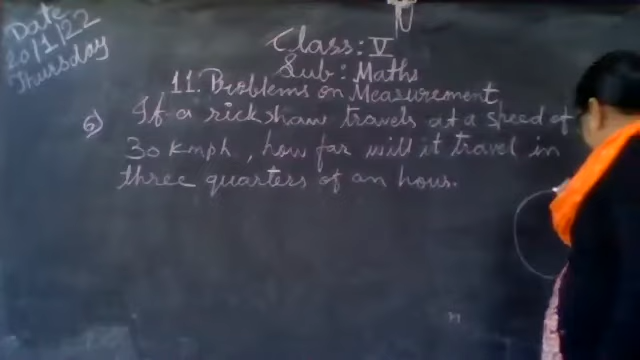 Date
20/1/22
Thursday
Class: V
Sub: Maths
11. Problems on Measurement
6) If a rickshaw travels at a speed of
30 kmph, how far will it travel in
three quarters of an hour.